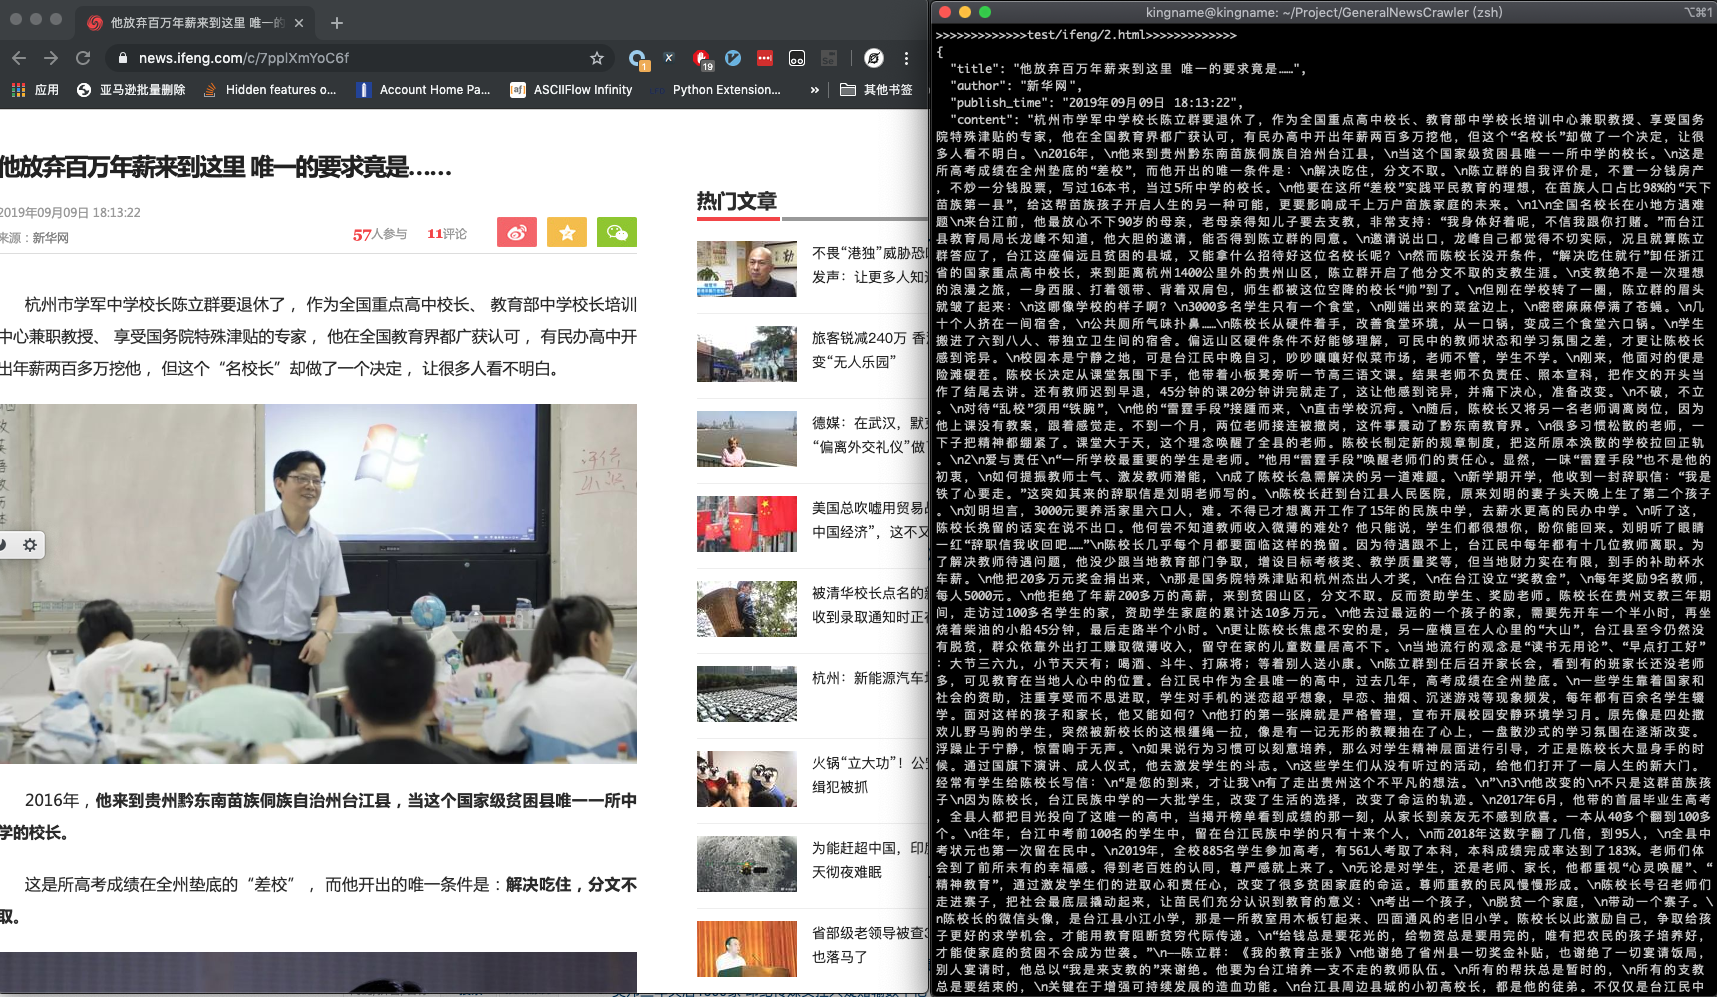 他放弃百万年薪来到这里 唯一的
news.ifeng.com/c/7pplXmYoC6f
1
19
应用
亚马逊批量删除
Hidden features o...
Account Home Pa...
ASCIIFlow Infinity
Python Extension...
»
其他书签
他放弃百万年薪来到这里 唯一的要求竟是……
2019年09月09日 18:13:22
来源：新华网
57人参与
11评论
杭州市学军中学校长陈立群要退休了，作为全国重点高中校长、 教育部中学校长培训
中心兼职教授、 享受国务院特殊津贴的专家，他在全国教育界都广获认可，有民办高中开
出年薪两百多万挖他，但这个“名校长”却做了一个决定，让很多人看不明白。
2016年，他来到贵州黔东南苗族侗族自治州台江县，当这个国家级贫困县唯一一所中
学的校长。
这是所高考成绩在全州垫底的“差校”，而他开出的唯一条件是：解决吃住，分文不
取。
热门文章
不畏“港独”威胁恐
发声：让更多人知
旅客锐减240万 香
变“无人乐园”
德媒：在武汉，默
“偏离外交礼仪”做
美国总吹嘘用贸易
中国经济”，这不又
被清华校长点名的
收到录取通知时正在
杭州：新能源汽车
火锅“立大功”！公
缉犯被抓
为能赶超中国，印度
天彻夜难眠
省部级老领导被查
也落马了
kingname@kingname: ~/Project/GeneralNewsCrawler (zsh)
⌥⌘1
>>>>>>>>>>>>>test/ifeng/2.html>>>>>>>>>>>>>
{
"title": "他放弃百万年薪来到这里 唯一的要求竟是……",
"author": "新华网",
"publish_time": "2019年09月09日 18:13:22",
"content": "杭州市学军中学校长陈立群要退休了，作为全国重点高中校长、教育部中学校长培训中心兼职教授、享受国务
院特殊津贴的专家，他在全国教育界都广获认可，有民办高中开出年薪两百多万挖他，但这个“名校长”却做了一个决定，让很
多人看不明白。\n2016年，\n他来到贵州黔东南苗族侗族自治州台江县，\n当这个国家级贫困县唯一一所中学的校长。\n这是
所高考成绩在全州垫底的“差校”，而他开出的唯一条件是：\n解决吃住，分文不取。\n陈立群的自我评价是，不置一分钱房产
，不炒一分钱股票，写过16本书，当过5所中学的校长。\n他要在这所“差校”实践平民教育的理想，在苗族人口占比98%的“天下
苗族第一县”，给这帮苗族孩子开启人生的另一种可能，更要影响成千上万户苗族家庭的未来。\n1\n全国名校长在小地方遇难
题\n来台江前，他最放心不下90岁的母亲，老母亲得知儿子要去支教，非常支持：“我身体好着呢，不信我跟你打赌。”而台江
县教育局局长龙峰不知道，他大胆的邀请，能否得到陈立群的同意。\n邀请说出口，龙峰自己都觉得不切实际，况且就算陈立
群答应了，台江这座偏远且贫困的县城，又能拿什么招待好这位名校长呢？\n然而陈校长没开条件，“解决吃住就行”卸任浙江
省的国家重点高中校长，来到距离杭州1400公里外的贵州山区，陈立群开启了他分文不取的支教生涯。\n支教绝不是一次理想
的浪漫之旅，一身西服、打着领带、背着双肩包，师生都被这位空降的校长“帅”到了。\n但刚在学校转了一圈，陈立群的眉头
就皱了起来：\n这哪像学校的样子啊？\n3000多名学生只有一个食堂，\n刚端出来的菜盆边上，\n密密麻麻停满了苍蝇。\n几
十个人挤在一间宿舍，\n公共厕所气味扑鼻……\n陈校长从硬件着手，改善食堂环境，从一口锅，变成三个食堂六口锅。\n学生
搬进了六到八人、带独立卫生间的宿舍。偏远山区硬件条件不好能够理解，可民中的教师状态和学习氛围之差，才更让陈校长
感到诧异。\n校园本是宁静之地，可是台江民中晚自习，吵吵嚷嚷好似菜市场，老师不管，学生不学。\n刚来，他面对的便是
险滩硬茬。陈校长决定从课堂氛围下手，他带着小板凳旁听一节高三语文课。结果老师不负责任、照本宣科，把作文的开头当
作了结尾去讲。还有教师迟到早退，45分钟的课20分钟讲完就走了，这让他感到诧异，并痛下决心，准备改变。\n不破，不立
。\n对待“乱校”须用“铁腕”，\n他的“雷霆手段”接踵而来，\n直击学校沉疴。\n随后，陈校长又将另一名老师调离岗位，因为
他上课没有教案，跟着感觉走。不到一个月，两位老师接连被撤岗，这件事震动了黔东南教育界。\n很多习惯松散的老师，一
下子把精神都绷紧了。课堂大于天，这个理念唤醒了全县的老师。陈校长制定新的规章制度，把这所原本涣散的学校拉回正轨
。\n2\n爱与责任\n“一所学校最重要的学生是老师。”他用“雷霆手段”唤醒老师们的责任心。显然，一味“雷霆手段”也不是他的
初衷，\n如何提振教师士气、激发教师潜能，\n成了陈校长急需解决的另一道难题。\n新学期开学，他收到一封辞职信：“我是
铁了心要走。”这突如其来的辞职信是刘明老师写的。\n陈校长赶到台江县人民医院，原来刘明的妻子头天晚上生了第二个孩子
。\n刘明坦言，3000元要养活家里六口人，难。不得已才想离开工作了15年的民族中学，去薪水更高的民办中学。\n听了这，
陈校长挽留的话实在说不出口。他何尝不知道教师收入微薄的难处？他只能说，学生们都很想你，盼你能回来。刘明听了眼睛
一红“辞职信我收回吧……”\n陈校长几乎每个月都要面临这样的挽留。因为待遇跟不上，台江民中每年都有十几位教师离职。为
了解决教师待遇问题，他没少跟当地教育部门争取，增设目标考核奖、教学质量奖等，但当地财力实在有限，到手的补助杯水
车薪。\n他把20多万元奖金捐出来，\n那是国务院特殊津贴和杭州杰出人才奖，\n在台江设立“奖教金”，\n每年奖励9名教师，
每人5000元。\n他拒绝了年薪200多万的高薪，来到贫困山区，分文不取。反而资助学生、奖励老师。陈校长在贵州支教三年期
间，走访过100多名学生的家，资助学生家庭的累计达10多万元。\n他去过最远的一个孩子的家，需要先开车一个半小时，再坐
烧着柴油的小船45分钟，最后走路半个小时。\n更让陈校长焦虑不安的是，另一座横亘在人心里的“大山”，台江县至今仍然没
有脱贫，群众依靠外出打工赚取微薄收入，留守在家的儿童数量居高不下。\n当地流行的观念是“读书无用论”、“早点打工好”
：大节三六九，小节天天有；喝酒、斗牛、打麻将；等着别人送小康。\n陈立群到任后召开家长会，看到有的班家长还没老师
多，可见教育在当地人心中的位置。台江民中作为全县唯一的高中，过去几年，高考成绩在全州垫底。\n一些学生靠着国家和
社会的资助，注重享受而不思进取，学生对手机的迷恋超乎想象，早恋、抽烟、沉迷游戏等现象频发，每年都有百余名学生辍
学。面对这样的孩子和家长，他又能如何？\n他打的第一张牌就是严格管理，宣布开展校园安静环境学习月。原先像是四处撒
欢儿野马驹的学生，突然被新校长的这根缰绳一拉，像是有一记无形的教鞭抽在了心上，一盘散沙式的学习氛围在逐渐改变。
浮躁止于宁静，惊雷响于无声。\n如果说行为习惯可以刻意培养，那么对学生精神层面进行引导，才正是陈校长大显身手的时
候。通过国旗下演讲、成人仪式，他去激发学生的斗志。\n这些学生们从没有听过的活动，给他们打开了一扇人生的新大门。
经常有学生给陈校长写信：\n“是您的到来，才让我\n有了走出贵州这个不平凡的想法。\n”\n3\n他改变的\n不只是这群苗族孩
子\n因为陈校长，台江民族中学的一大批学生，改变了生活的选择，改变了命运的轨迹。\n2017年6月，他带的首届毕业生高考
，全县人都把目光投向了这唯一的高中，当揭开榜单看到成绩的那一刻，从家长到亲友无不感到欣喜。一本从40多个翻到100多
个。\n往年，台江中考前100名的学生中，留在台江民族中学的只有十来个人，\n而2018年这数字翻了几倍，到95人，\n全县中
考状元也第一次留在民中。\n2019年，全校885名学生参加高考，有561人考取了本科，本科成绩完成率达到了183%。老师们体
会到了前所未有的幸福感。得到老百姓的认同，尊严感就上来了。\n无论是对学生，还是老师、家长，他都重视“心灵唤醒”、“
精神教育”，通过激发学生们的进取心和责任心，改变了很多贫困家庭的命运。尊师重教的民风慢慢形成。\n陈校长号召老师们
走进寨子，把社会最底层撬动起来，让苗民们充分认识到教育的意义：\n考出一个孩子，\n脱贫一个家庭，\n带动一个寨子。\
n陈校长的微信头像，是台江县小江小学，那是一所教室用木板钉起来、四面通风的老旧小学。陈校长以此激励自己，争取给孩
子更好的求学机会。才能用教育阻断贫穷代际传递。\n“给钱总是要花光的，给物资总是要用完的，唯有把农民的孩子培养好，
才能使家庭的贫困不会成为世袭。”\n—陈立群：《我的教育主张》\n他谢绝了省州县一切奖金补贴，也谢绝了一切宴请饭局，
别人宴请时，他总以“我是来支教的”来谢绝。他要为台江培养一支不走的教师队伍。\n所有的帮扶总是暂时的，\n所有的支教
总是要结束的，\n关键在于增强可持续发展的造血功能。\n台江县周边县城的小初高校长，都是他的徒弟。不仅仅是台江民中